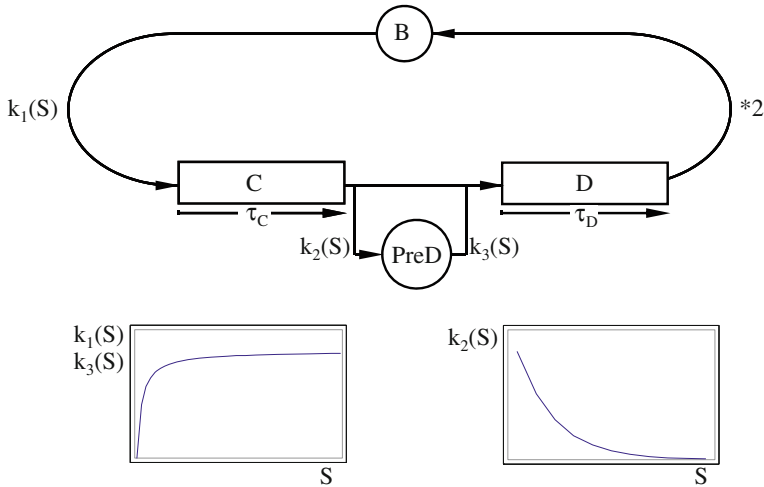 B
k₁(S)
*2
C
D
τ_C
τ_D
k₂(S)
PreD
k₃(S)
k₁(S)
k₃(S)
S
k₂(S)
S